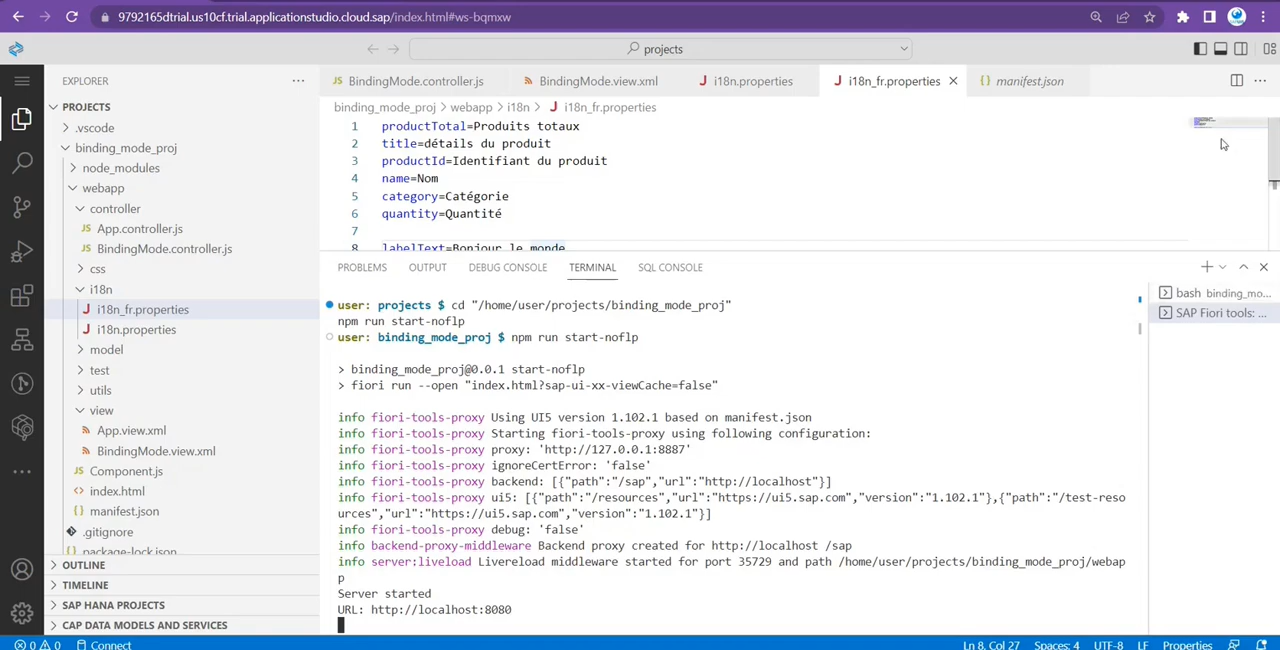 9792165dtrial.us10cf.trial.applicationstudio.cloud.sap/index.html#ws-bqmxw
projects
EXPLORER
BindingMode.controller.js
BindingMode.view.xml
i18n.properties
i18n_fr.properties
manifest.json
binding_mode_proj > webapp > i18n > i18n_fr.properties
PROJECTS
.vscode
binding_mode_proj
node_modules
webapp
controller
App.controller.js
BindingMode.controller.js
css
i18n
i18n_fr.properties
i18n.properties
model
test
utils
view
App.view.xml
BindingMode.view.xml
Component.js
index.html
manifest.json
.gitignore
package-lock.json
OUTLINE
TIMELINE
SAP HANA PROJECTS
CAP DATA MODELS AND SERVICES
1 productTotal=Produits totaux
2 title=détails du produit
3 productId=Identifiant du produit
4 name=Nom
5 category=Catégorie
6 quantity=Quantité
7
8 labelText=Bonjour le monde
PROBLEMS OUTPUT DEBUG CONSOLE TERMINAL SQL CONSOLE
user: projects $ cd "/home/user/projects/binding_mode_proj"
npm run start-noflp
user: binding_mode_proj $ npm run start-noflp
> binding_mode_proj@0.0.1 start-noflp
> fiori run --open "index.html?sap-ui-xx-viewCache=false"
info fiori-tools-proxy Using UI5 version 1.102.1 based on manifest.json
info fiori-tools-proxy Starting fiori-tools-proxy using following configuration:
info fiori-tools-proxy proxy: 'http://127.0.0.1:8887'
info fiori-tools-proxy ignoreCertError: 'false'
info fiori-tools-proxy backend: [{"path":"/sap","url":"http://localhost"}]
info fiori-tools-proxy ui5: [{"path":"/resources","url":"https://ui5.sap.com","version":"1.102.1"},{"path":"/test-reso
urces","url":"https://ui5.sap.com","version":"1.102.1"}]
info fiori-tools-proxy debug: 'false'
info backend-proxy-middleware Backend proxy created for http://localhost /sap
info server:liveload Livereload middleware started for port 35729 and path /home/user/projects/binding_mode_proj/webap
p
Server started
URL: http://localhost:8080
bash binding_mo...
SAP Fiori tools: ...
0 0 Connect
Ln 8, Col 27 Spaces: 4 UTF-8 LF Properties